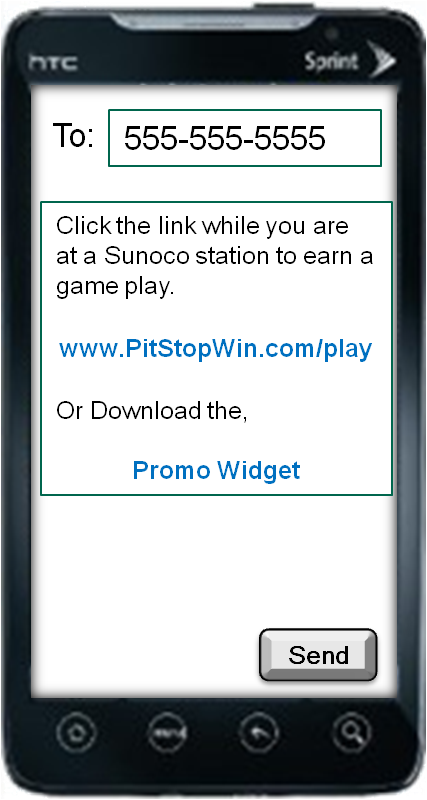 hTC Sprint
To: 555-555-5555
Click the link while you are
at a Sunoco station to earn a
game play.
www.PitStopWin.com/play
Or Download the,
Promo Widget
Send